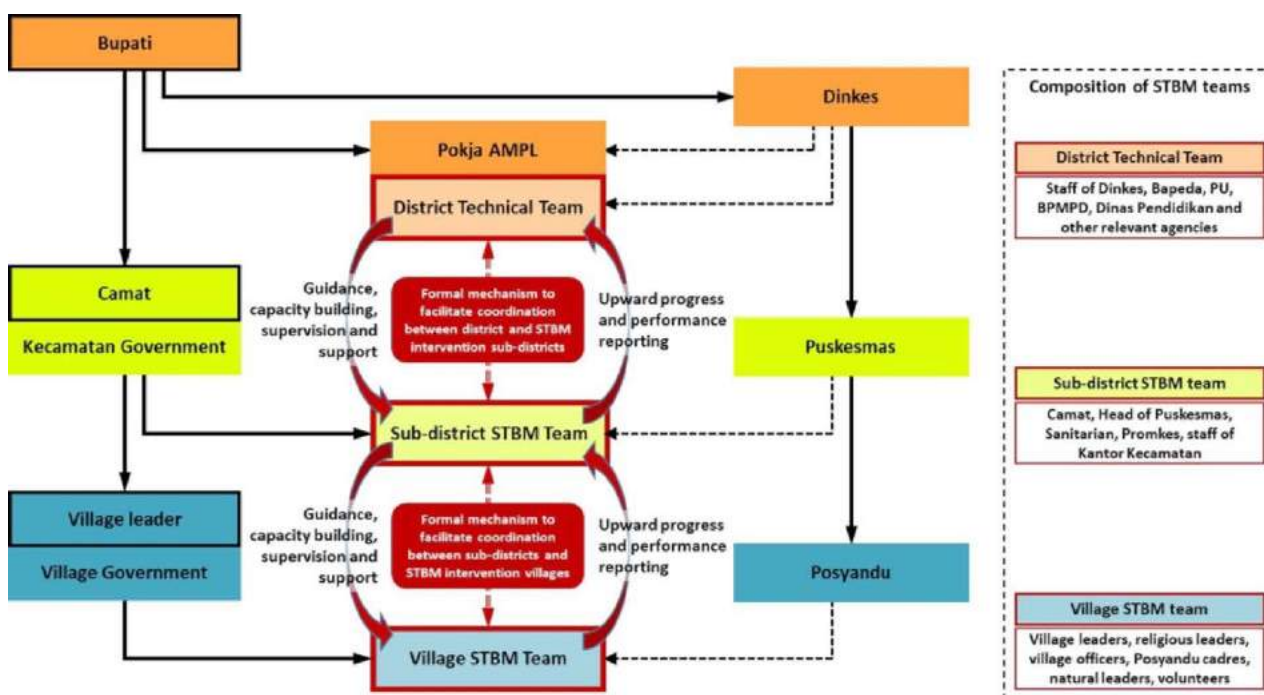 Bupati
Dinkes
Pokja AMPL
District Technical Team
Camat
Kecamatan Government
Guidance,
capacity building,
supervision and
support
Formal mechanism to
facilitate coordination
between district and STBM
intervention sub-districts
Upward progress
and performance
reporting
Puskesmas
Sub-district STBM Team
Village leader
Village Government
Guidance,
capacity building,
supervision and
support
Formal mechanism to
facilitate coordination
between sub-districts and
STBM intervention villages
Upward progress
and performance
reporting
Posyandu
Village STBM Team
Composition of STBM teams
District Technical Team
Staff of Dinkes, Bapeda, PU,
BPMPD, Dinas Pendidikan and
other relevant agencies
Sub-district STBM team
Camat, Head of Puskesmas,
Sanitarian, Promkes, staff of
Kantor Kecamatan
Village STBM team
Village leaders, religious leaders,
village officers, Posyandu cadres,
natural leaders, volunteers